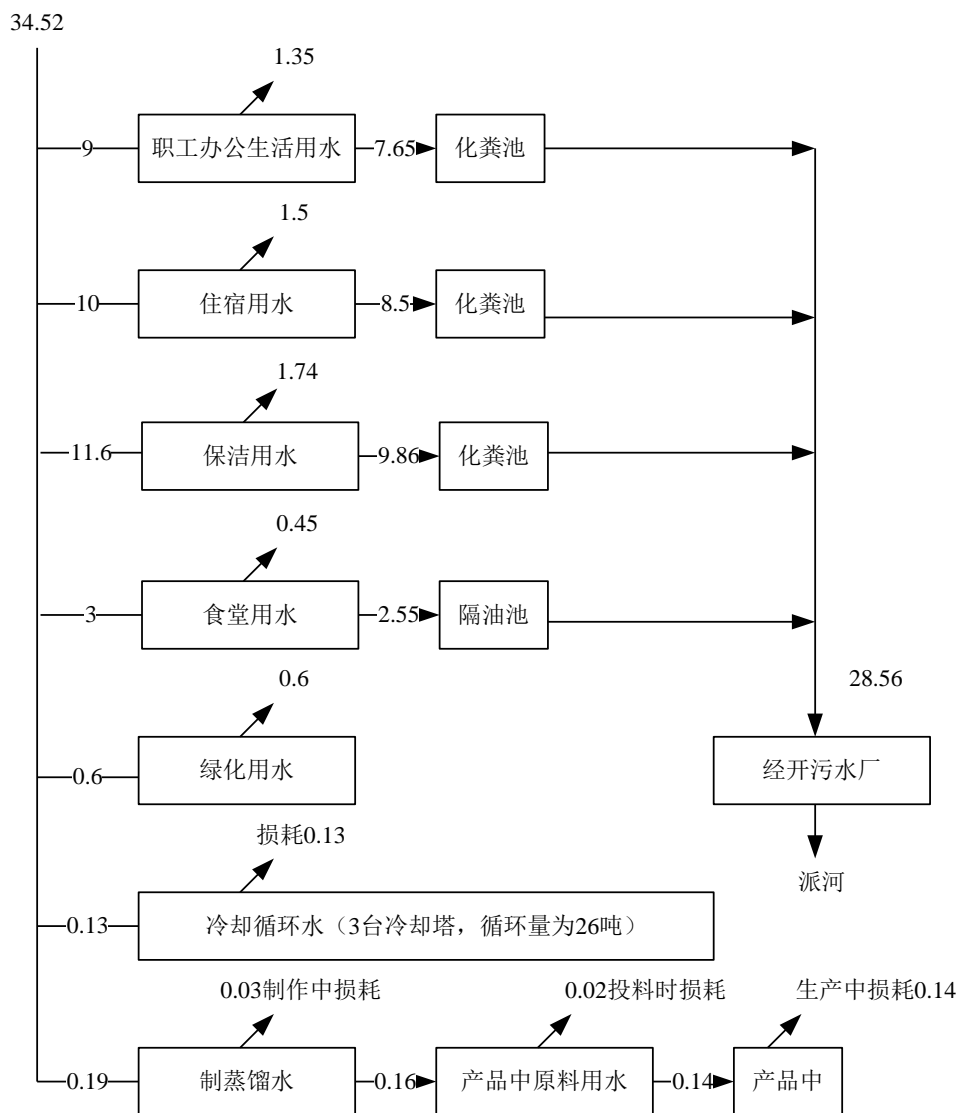 34.52
1.35
9
职工办公生活用水
7.65
化粪池
1.5
10
住宿用水
8.5
化粪池
1.74
11.6
保洁用水
9.86
化粪池
0.45
3
食堂用水
2.55
隔油池
0.6
28.56
0.6
绿化用水
经开污水厂
损耗0.13
派河
0.13
冷却循环水（3台冷却塔，循环量为26吨）
0.03制作中损耗
0.02投料时损耗
生产中损耗0.14
0.19
制蒸馏水
0.16
产品中原料用水
0.14
产品中